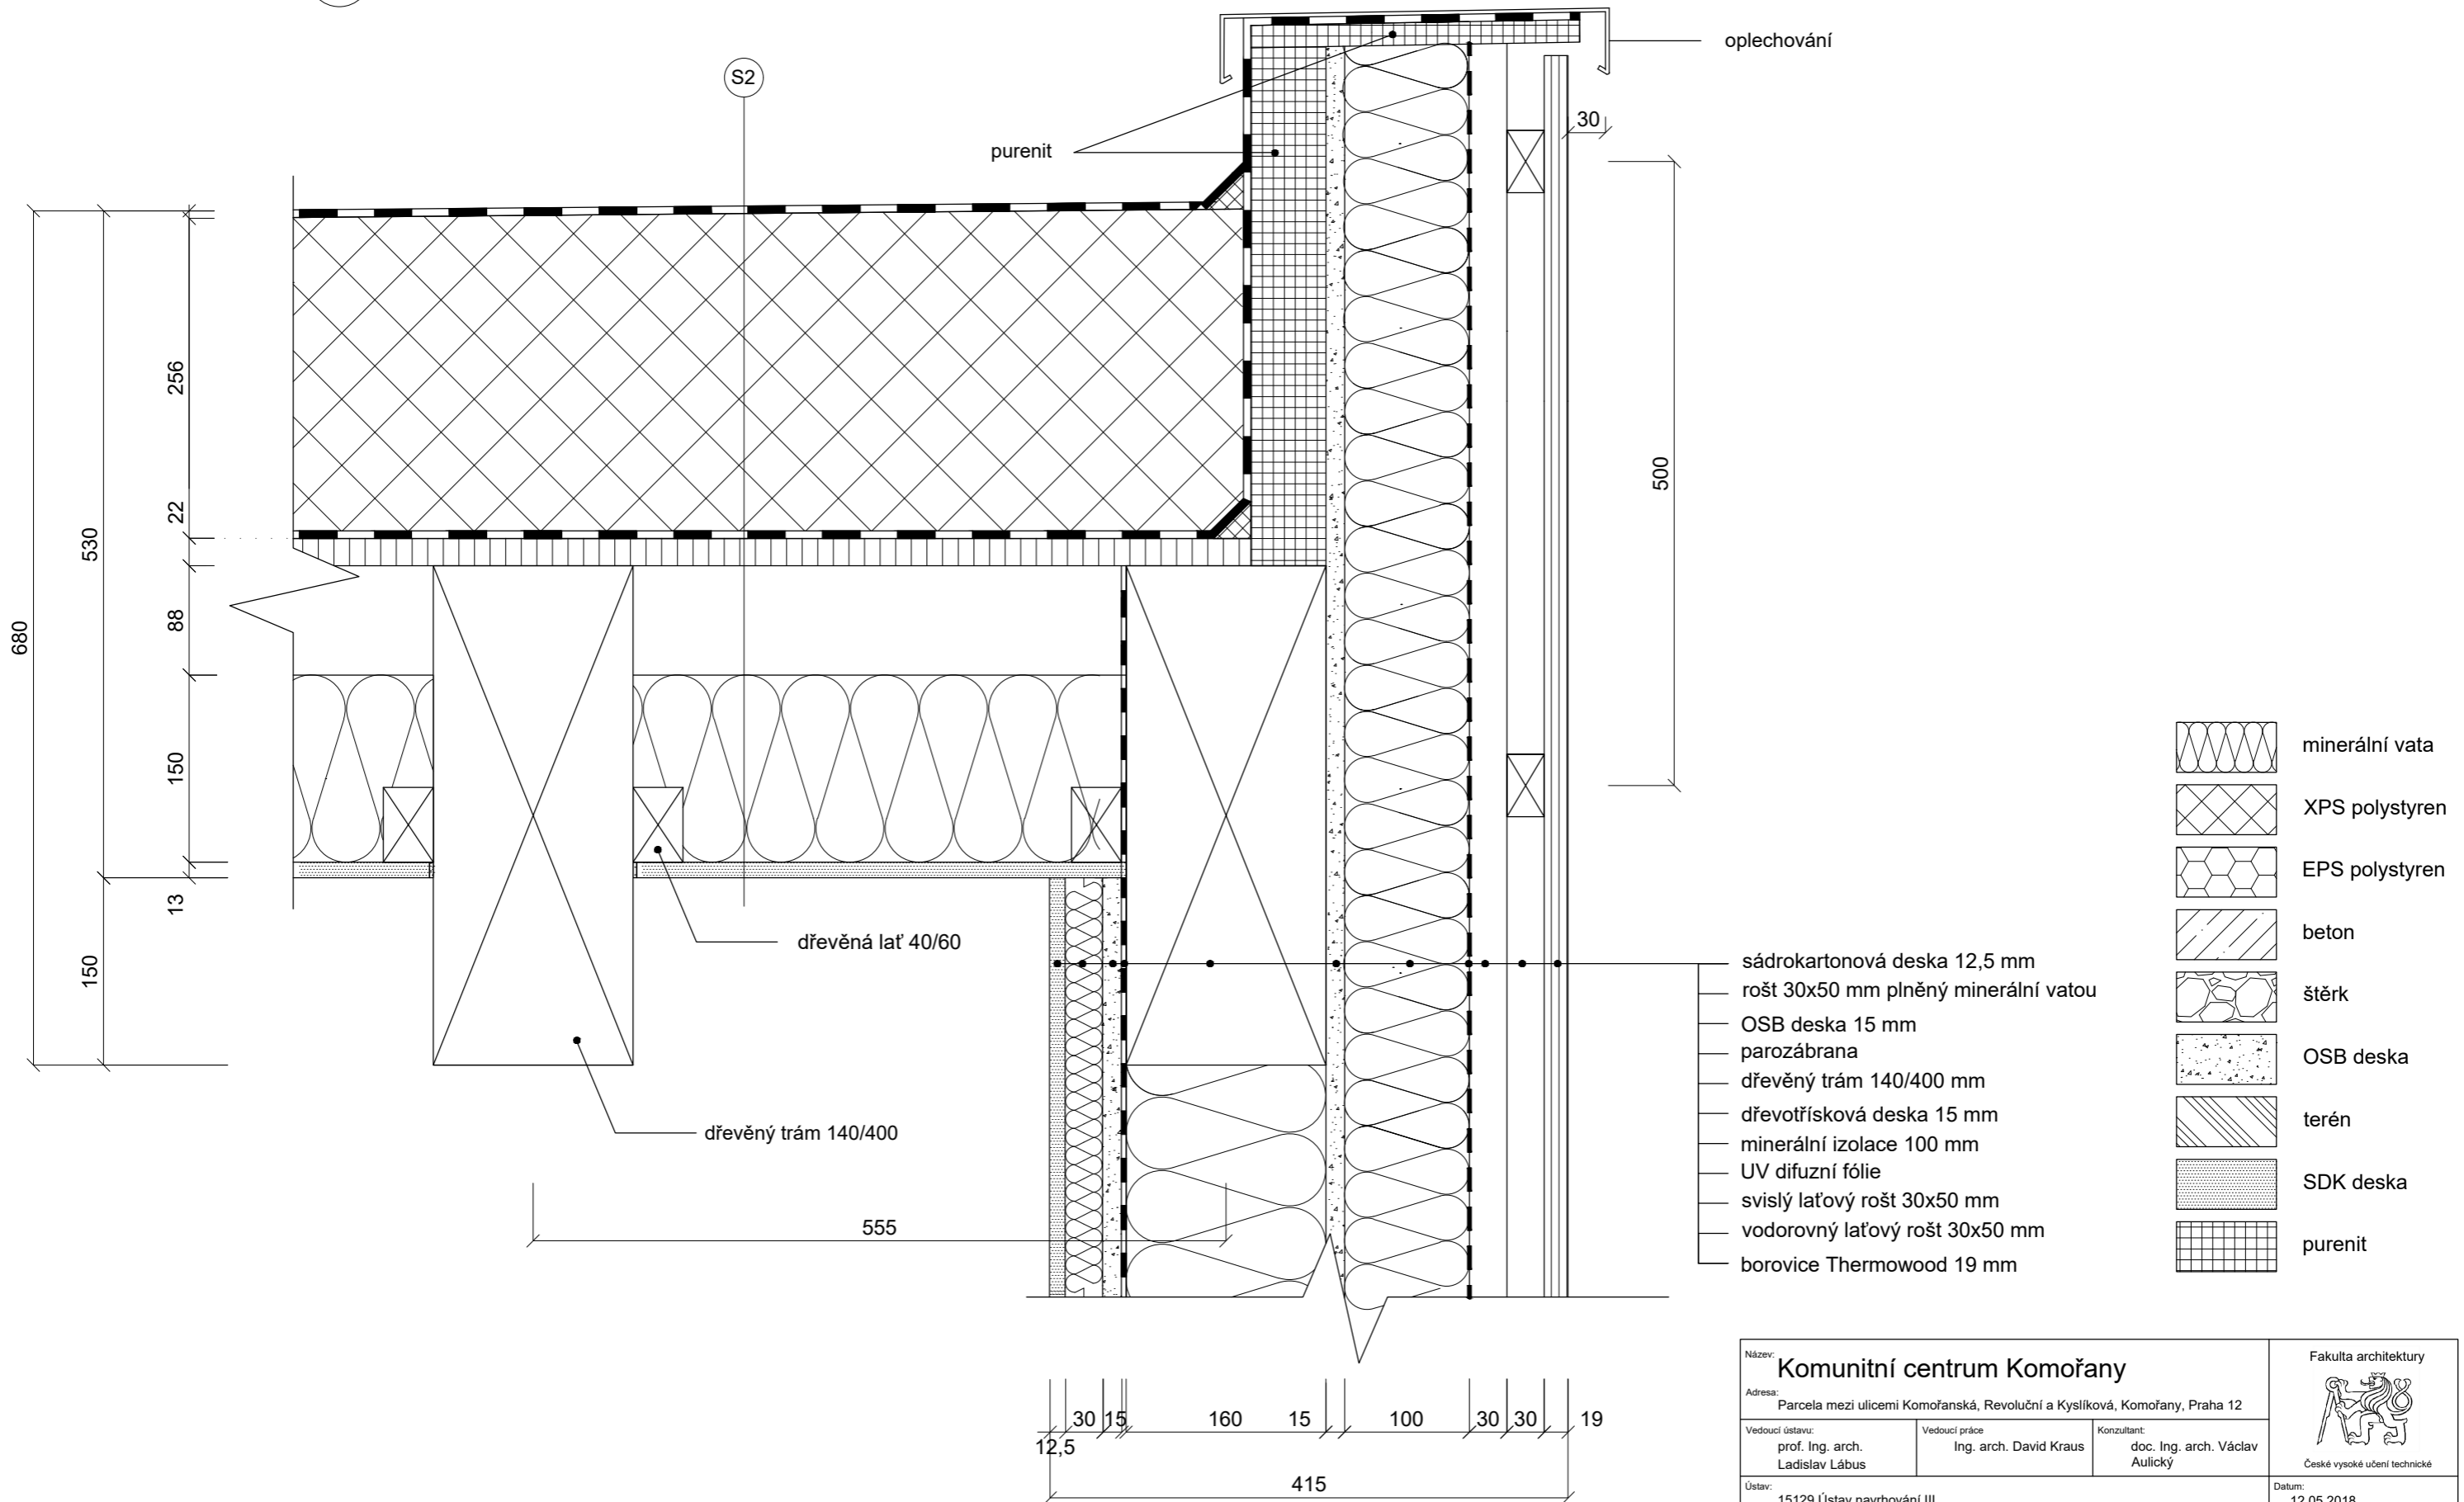 oplechování
S2
30
purenit
256
22
530
500
88
680
150
13
150
minerální vata
XPS polystyren
EPS polystyren
beton
štěrk
OSB deska
terén
SDK deska
purenit
dřevěná lať 40/60
dřevěný trám 140/400
555
sádrokartonová deska 12,5 mm
rošt 30x50 mm plněný minerální vatou
OSB deska 15 mm
parozábrana
dřevěný trám 140/400 mm
dřevotřísková deska 15 mm
minerální izolace 100 mm
UV difuzní fólie
svislý laťový rošt 30x50 mm
vodorovný laťový rošt 30x50 mm
borovice Thermowood 19 mm
30 15 160 15 100 30 30 19
12,5
415
Název: Komunitní centrum Komořany
Adresa: Parcela mezi ulicemi Komořanská, Revoluční a Kyslíková, Komořany, Praha 12
Vedoucí ústavu:
prof. Ing. arch.
Ladislav Lábus
Vedoucí práce
Ing. arch. David Kraus
Konzultant:
doc. Ing. arch. Václav
Aulický
Fakulta architektury
České vysoké učení technické
Ústav:
15129 Ústav navrhování III
Datum:
12.05.2018